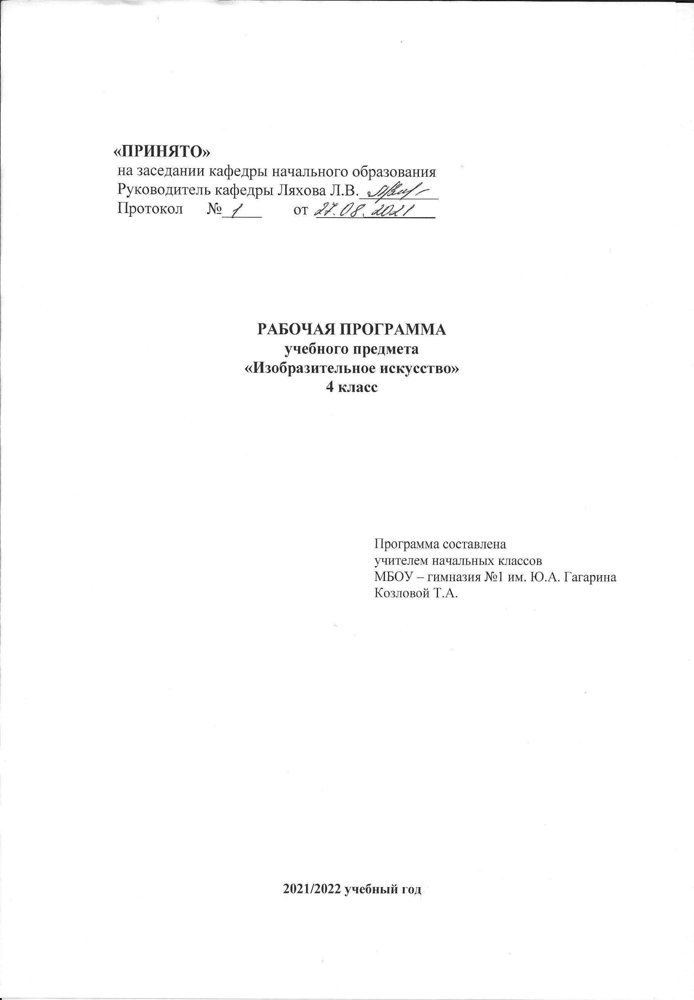 «ПРИНЯТО»
на заседании кафедры начального образования
Руководитель кафедры Ляхова Л.В.
Протокол № 1 от 27.08.2021
РАБОЧАЯ ПРОГРАММА
учебного предмета
«Изобразительное искусство»
4 класс
Программа составлена
учителем начальных классов
МБОУ – гимназия №1 им. Ю.А. Гагарина
Козловой Т.А.
2021/2022 учебный год